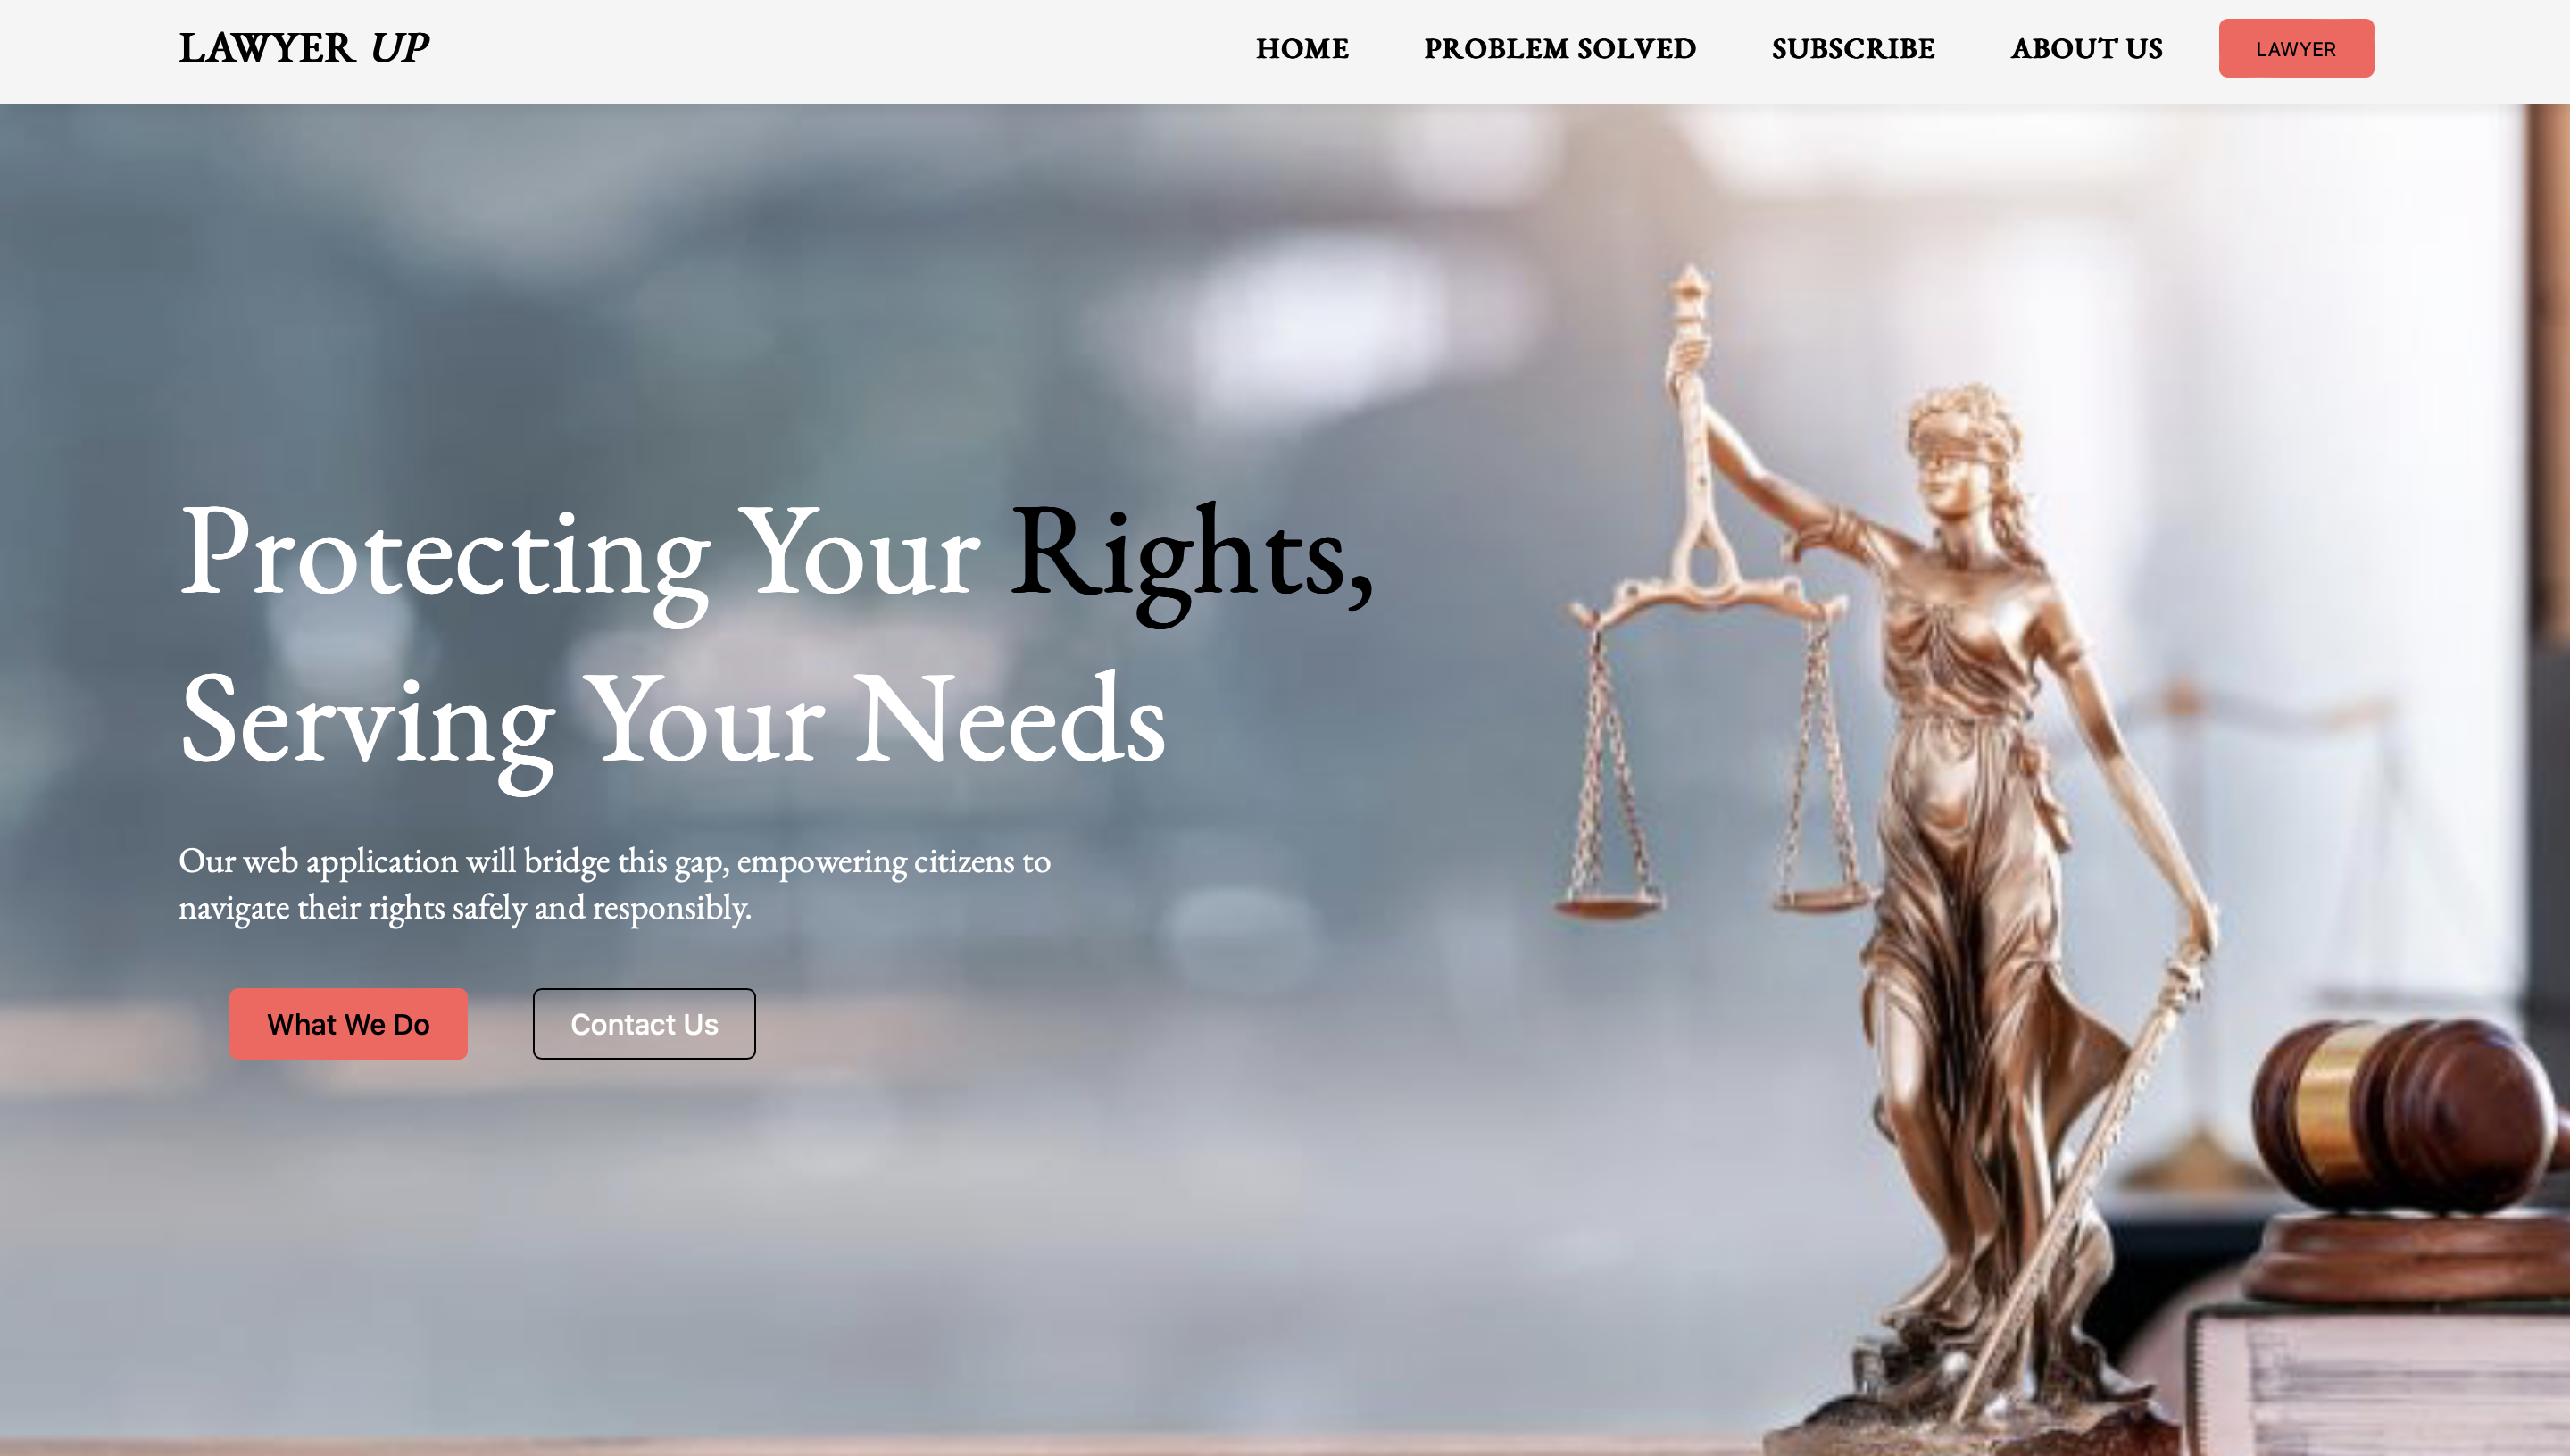 LAWYER UP
HOME PROBLEM SOLVED SUBSCRIBE ABOUT US LAWYER
Protecting Your Rights,
Serving Your Needs
Our web application will bridge this gap, empowering citizens to
navigate their rights safely and responsibly.
What We Do Contact Us